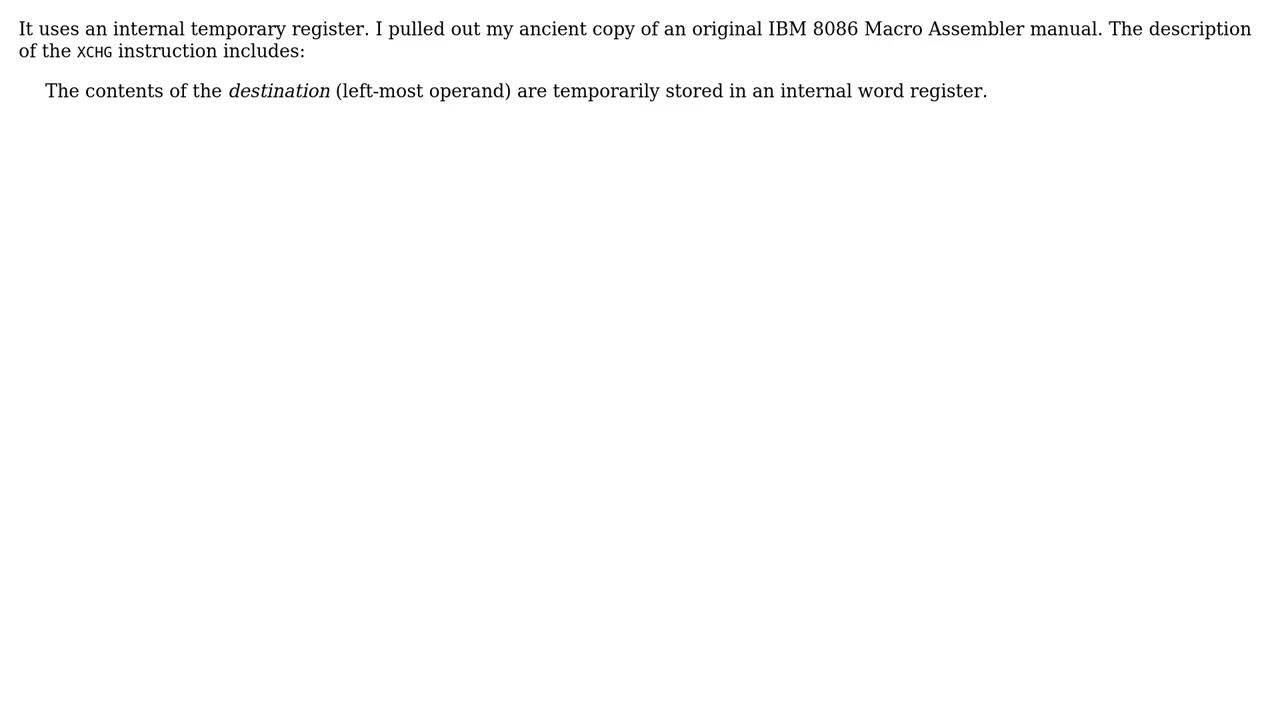 It uses an internal temporary register. I pulled out my ancient copy of an original IBM 8086 Macro Assembler manual. The description
of the XCHG instruction includes:
The contents of the destination (left-most operand) are temporarily stored in an internal word register.